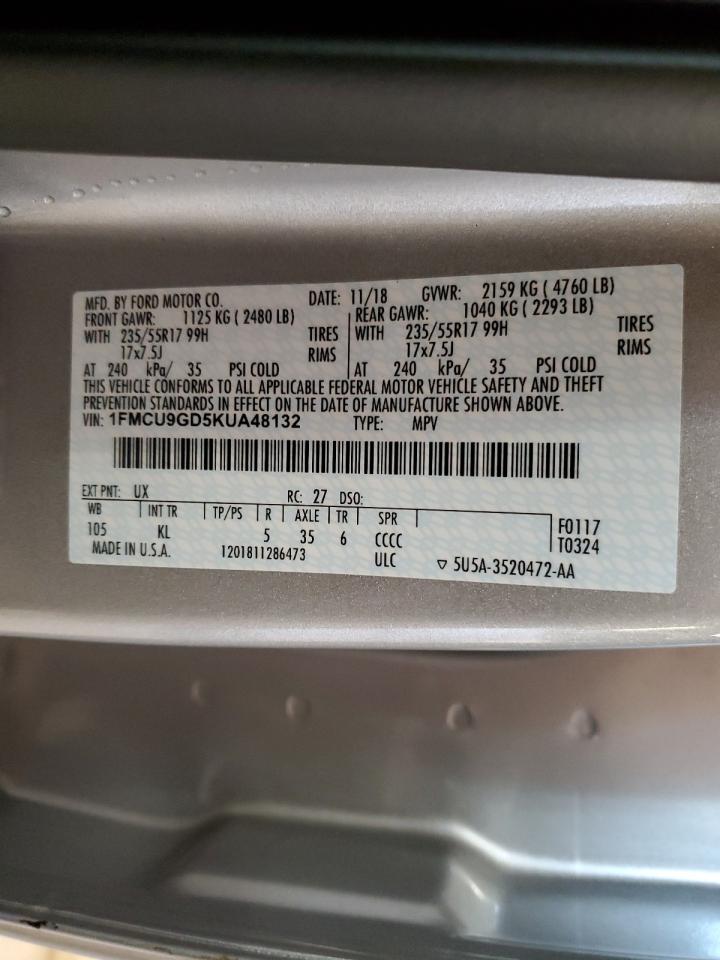 MFD. BY FORD MOTOR CO. DATE: 11/18 GVWR: 2159 KG ( 4760 LB)
FRONT GAWR: 1125 KG ( 2480 LB) REAR GAWR: 1040 KG ( 2293 LB)
WITH 235/55R17 99H TIRES WITH 235/55R17 99H TIRES
17x7.5J RIMS 17x7.5J RIMS
AT 240 kPa/ 35 PSI COLD AT 240 kPa/ 35 PSI COLD
THIS VEHICLE CONFORMS TO ALL APPLICABLE FEDERAL MOTOR VEHICLE SAFETY AND THEFT
PREVENTION STANDARDS IN EFFECT ON THE DATE OF MANUFACTURE SHOWN ABOVE.
VIN: 1FMCU9GD5KUA48132 TYPE: MPV
EXT PNT: UX RC: 27 DSO:
WB INT TR TP/PS R AXLE TR SPR F0117
105 KL 5 35 6 CCCC T0324
MADE IN U.S.A. 1201811286473 ULC ▽ 5U5A-3520472-AA